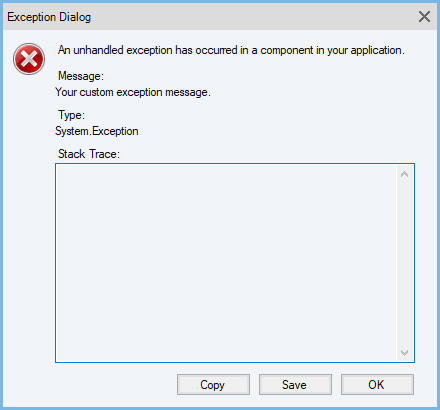 Exception Dialog
An unhandled exception has occurred in a component in your application.
Message:
Your custom exception message.
Type:
System.Exception
Stack Trace:
Copy Save OK